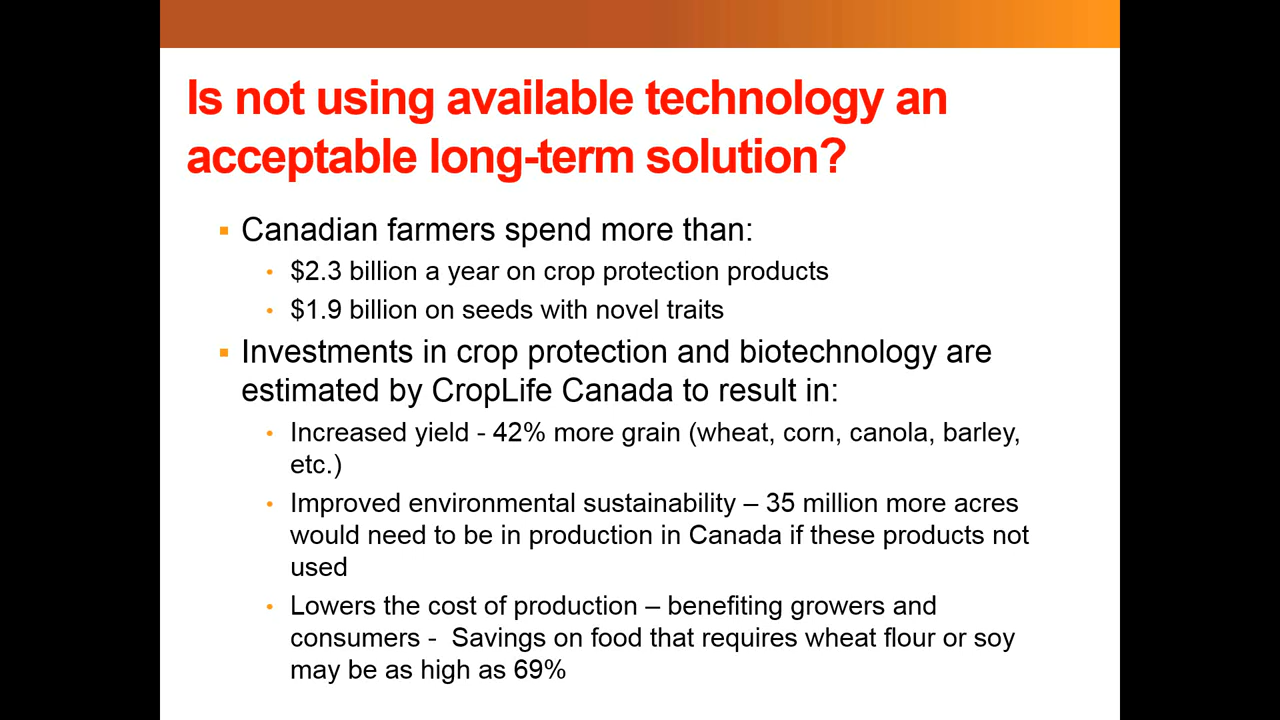 Is not using available technology an
acceptable long-term solution?
▪ Canadian farmers spend more than:
• $2.3 billion a year on crop protection products
• $1.9 billion on seeds with novel traits
▪ Investments in crop protection and biotechnology are
estimated by CropLife Canada to result in:
• Increased yield - 42% more grain (wheat, corn, canola, barley,
etc.)
• Improved environmental sustainability – 35 million more acres
would need to be in production in Canada if these products not
used
• Lowers the cost of production – benefiting growers and
consumers -  Savings on food that requires wheat flour or soy
may be as high as 69%